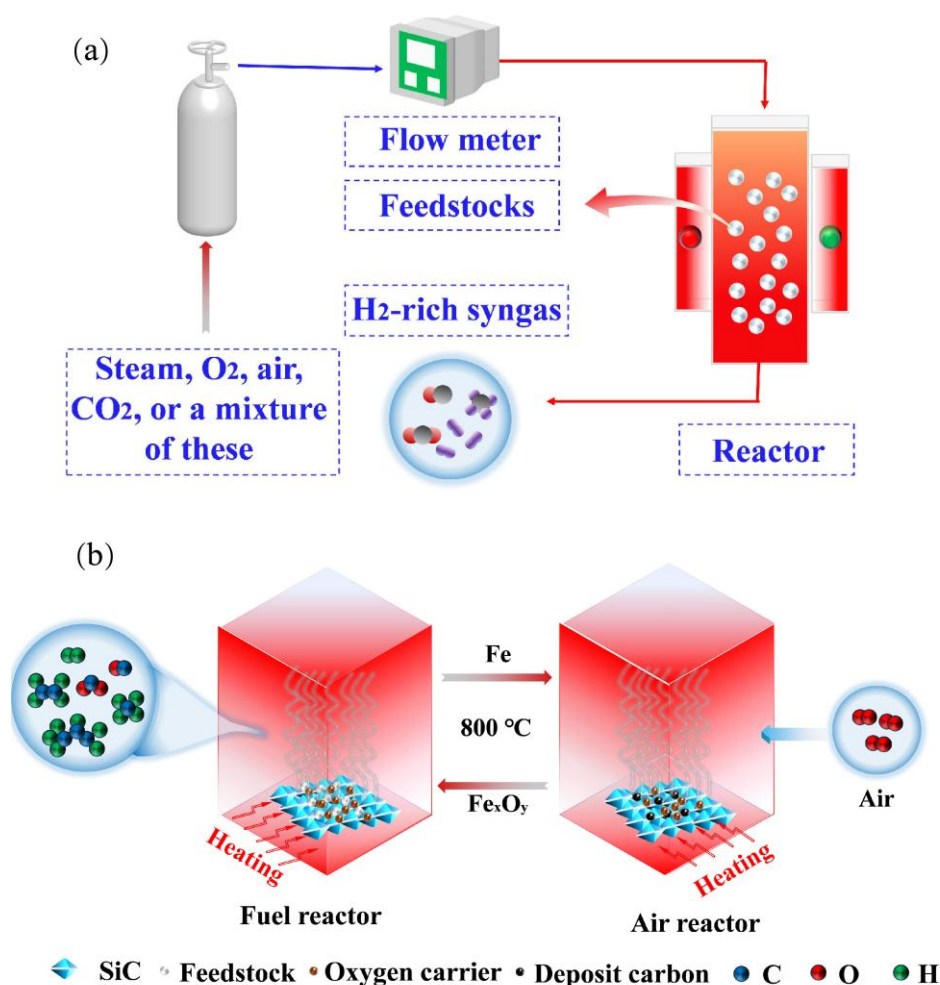 (a)
Flow meter
Feedstocks
H2-rich syngas
Steam, O2, air,
CO2, or a mixture
of these
Reactor
(b)
Fe
800 °C
FexOy
Air
Heating
Heating
Fuel reactor
Air reactor
SiC Feedstock Oxygen carrier Deposit carbon C O H